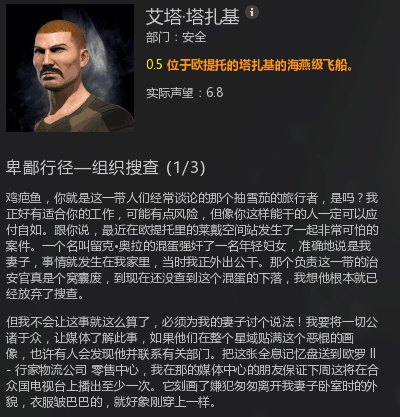 艾塔·塔扎基
部门：安全
0.5 位于欧提托的塔扎基的海燕级飞船。
实际声望：6.8
卑鄙行径—组织搜查 (1/3)
鸡疤鱼，你就是这一带人们经常谈论的那个抽雪茄的旅行者，是吗？我
正好有适合你的工作，可能有点风险，但像你这样能干的人一定可以应
付自如。跟你说，最近在欧提托里的莱戴空间站发生了一起非常可怕的
案件。一个名叫留克·奥拉的混蛋强奸了一名年轻妇女，准确地说是我
妻子，事情就发生在我家里，当时我正外出公干。那个负责这一带的治
安官真是个窝囊废，到现在还没查到这个混蛋的下落，我想他根本就已
经放弃了搜查。
但我不会让这事就这么算了，必须为我的妻子讨个说法！我要将一切公
诸于众，让媒体了解此事，如果他们在整个星域贴满这个恶棍的画
像，也许有人会发现他并联系有关部门。把这张全息记忆盘送到欧罗 II
- 行家物流公司 零售中心，我在那的媒体中心的朋友保证下周这将在合
众国电视台上播出至少一次。它刻画了嫌犯匆匆离开我妻子卧室时的外
貌，衣服皱巴巴的，就好象刚穿上一样。